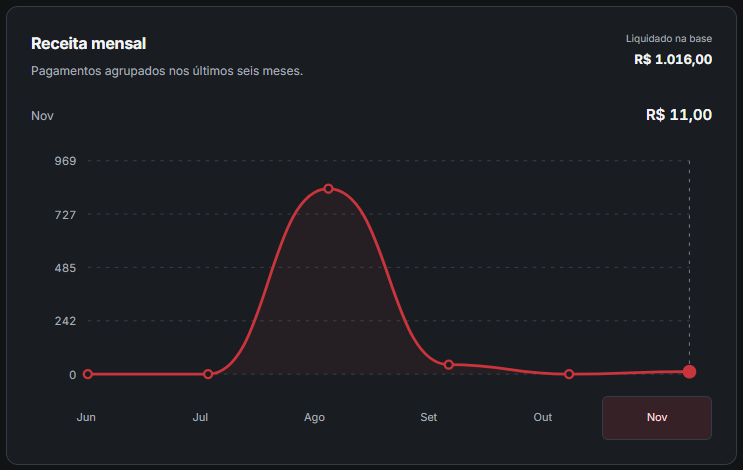 Receita mensal
Liquidado na base
R$ 1.016,00
Pagamentos agrupados nos últimos seis meses.
Nov
R$ 11,00
969
727
485
242
0
Jun
Jul
Ago
Set
Out
Nov